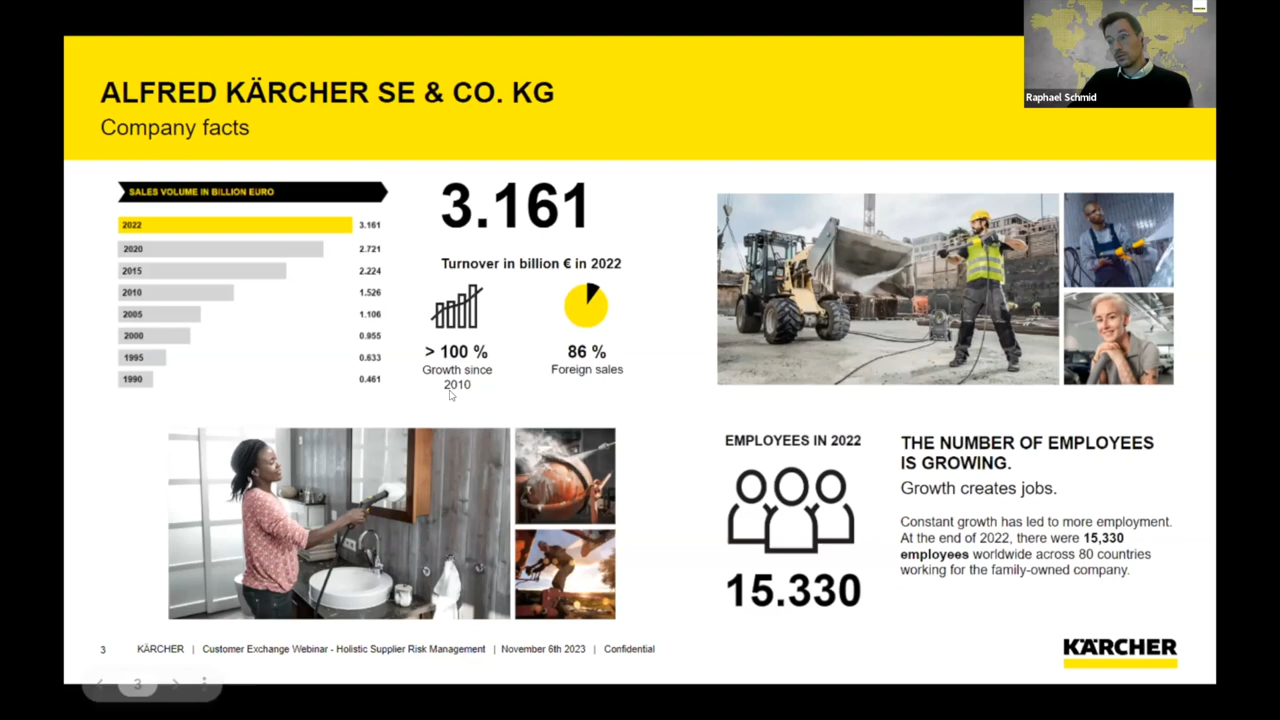 KÄRCHER
Raphael Schmid
ALFRED KÄRCHER SE & CO. KG
Company facts
SALES VOLUME IN BILLION EURO
2022 3.161
2020 2.721
2015 2.224
2010 1.526
2005 1.106
2000 0.955
1995 0.633
1990 0.461
3.161
Turnover in billion € in 2022
> 100 %
Growth since
2010
86 %
Foreign sales
EMPLOYEES IN 2022
15.330
THE NUMBER OF EMPLOYEES
IS GROWING.
Growth creates jobs.
Constant growth has led to more employment.
At the end of 2022, there were 15,330
employees worldwide across 80 countries
working for the family-owned company.
3 KÄRCHER | Customer Exchange Webinar - Holistic Supplier Risk Management | November 6th 2023 | Confidential
KÄRCHER
3